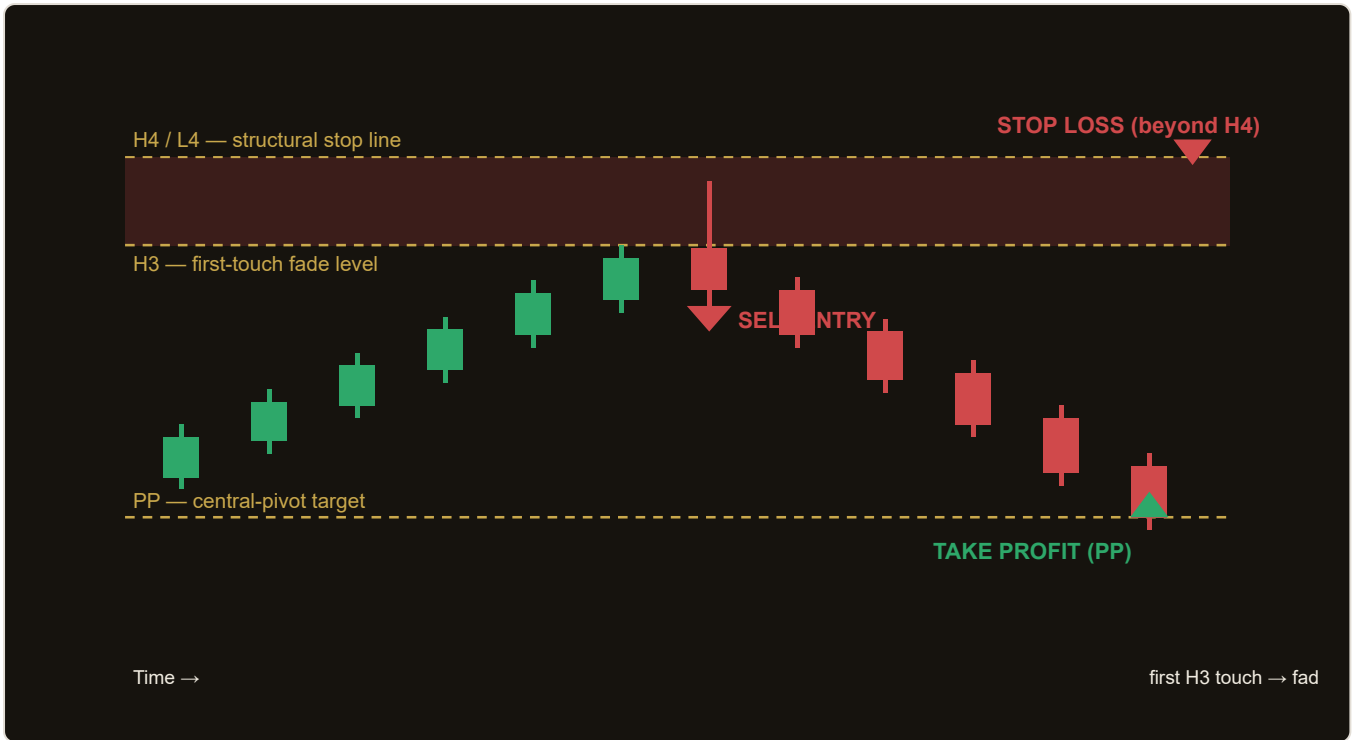 STOP LOSS (beyond H4)
H4 / L4 — structural stop line
H3 — first-touch fade level
SEL NTRY
PP — central-pivot target
TAKE PROFIT (PP)
Time →
first H3 touch → fad